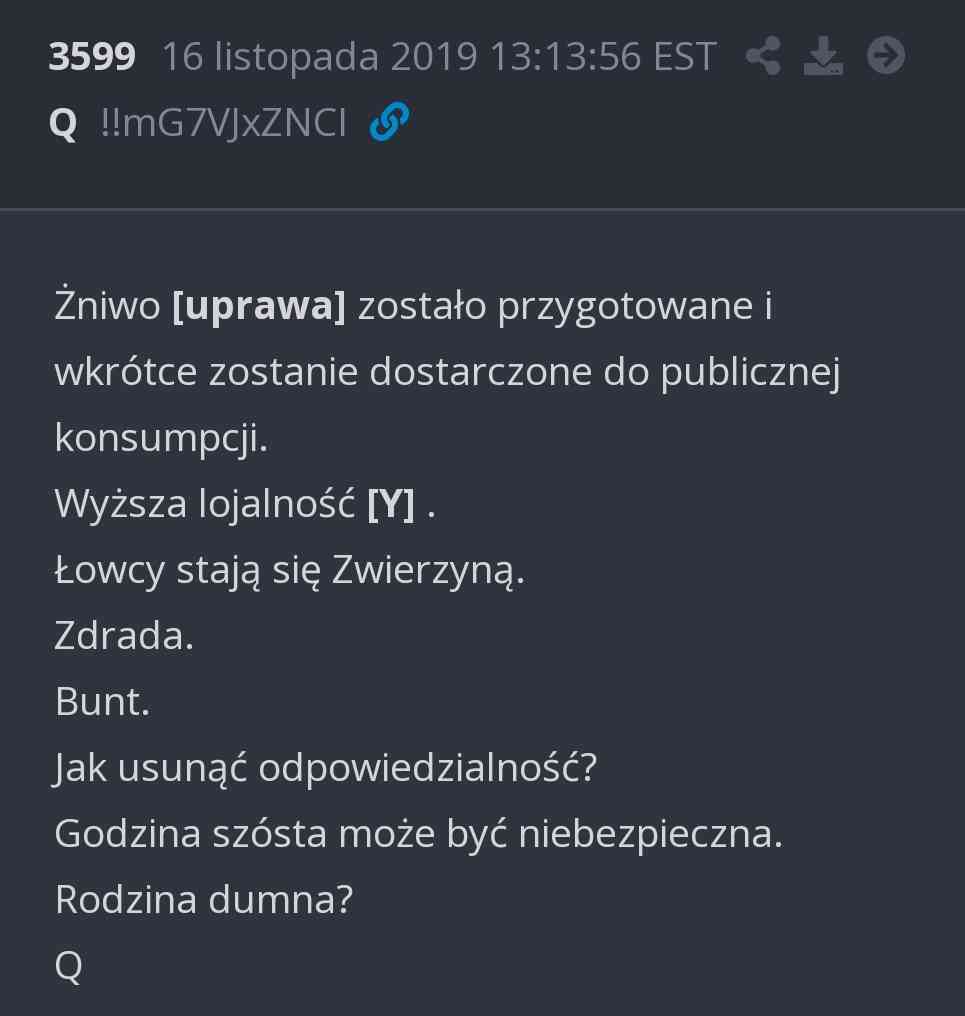 3599 16 listopada 2019 13:13:56 EST
Q !!mG7VJxZNCI
Żniwo [uprawa] zostało przygotowane i
wkrótce zostanie dostarczone do publicznej
konsumpcji.
Wyższa lojalność [Y] .
Łowcy stają się Zwierzyną.
Zdrada.
Bunt.
Jak usunąć odpowiedzialność?
Godzina szósta może być niebezpieczna.
Rodzina dumna?
Q